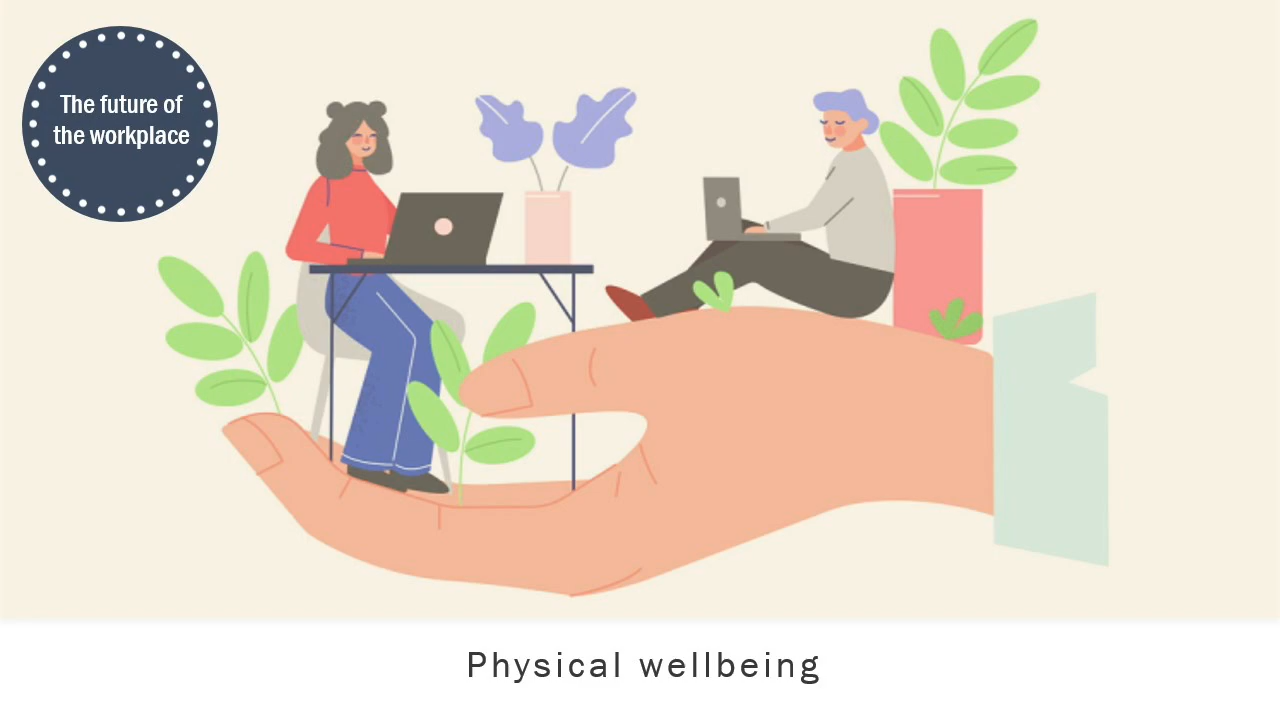 The future of
the workplace
Physical wellbeing